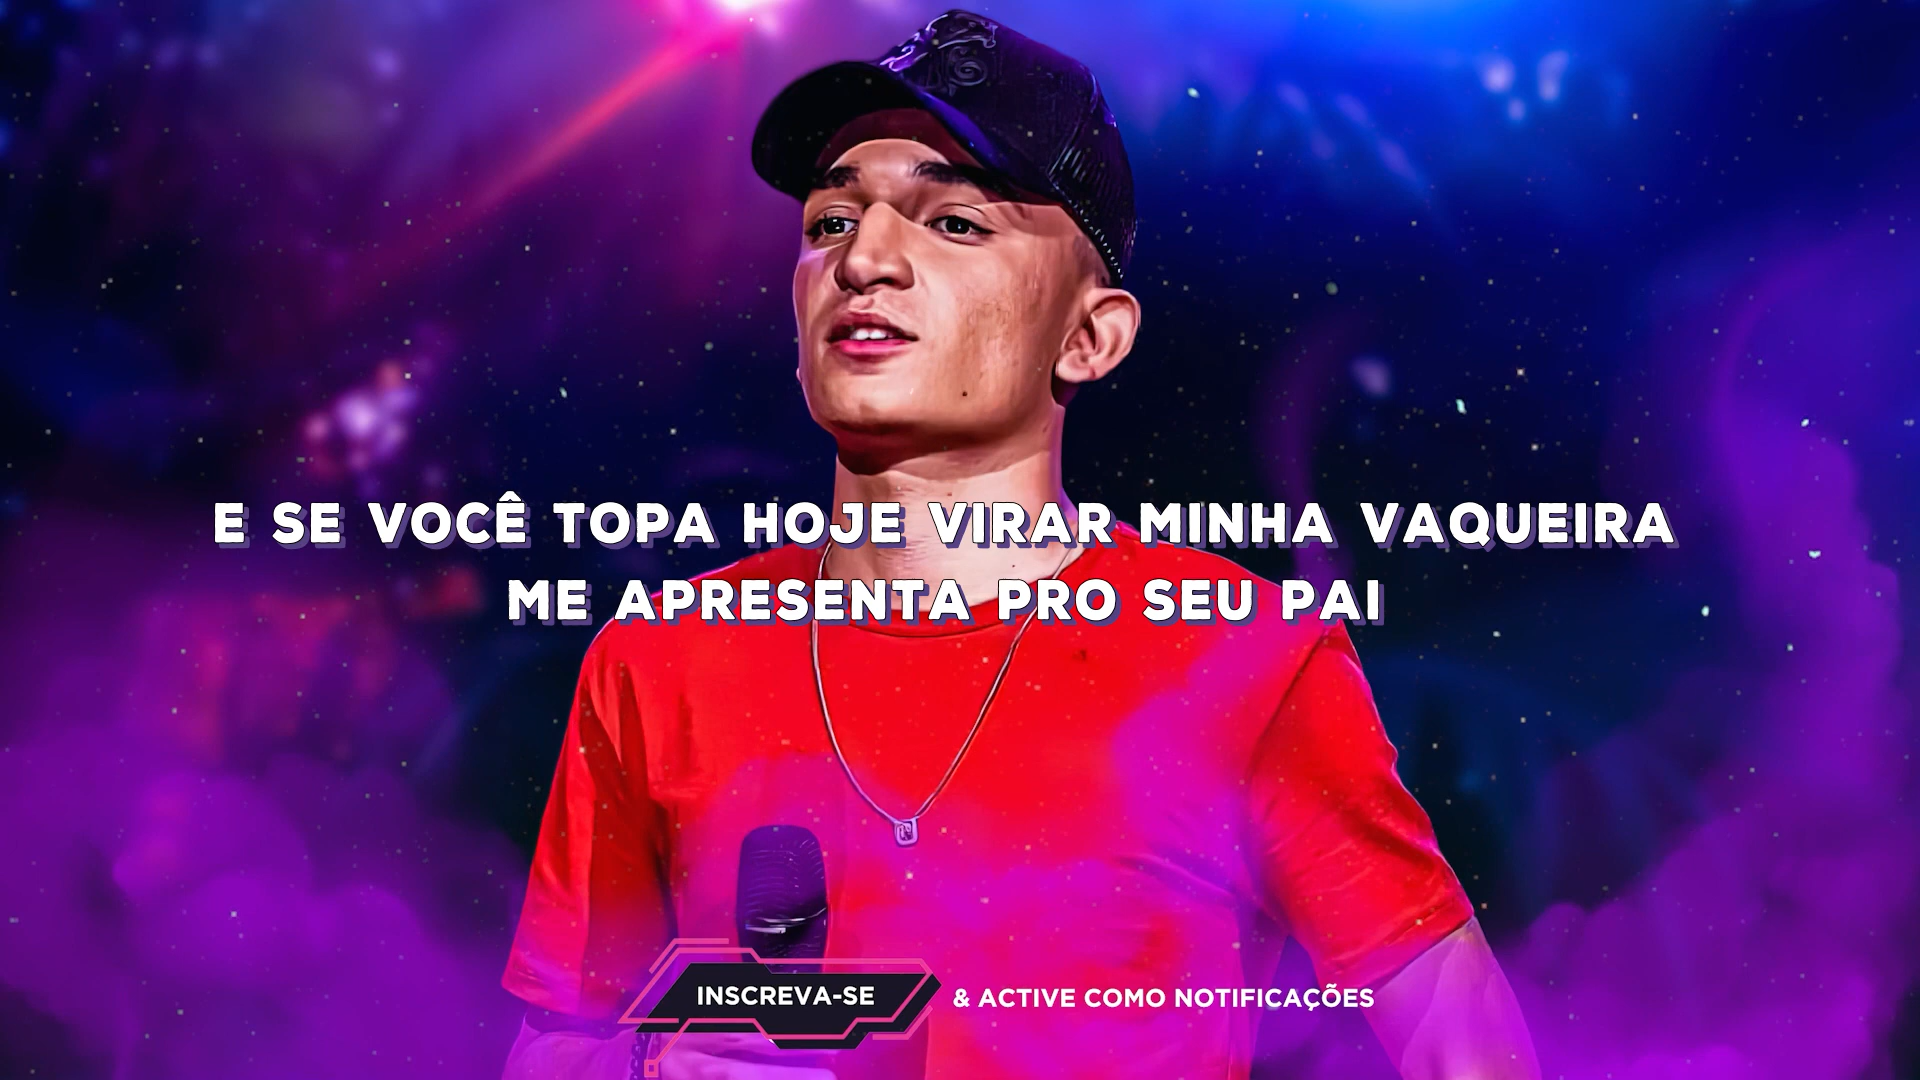 E SE VOCÊ TOPA HOJE VIRAR MINHA VAQUEIRA
ME APRESENTA PRO SEU PAI
INSCREVA-SE
& ACTIVE COMO NOTIFICAÇÕES